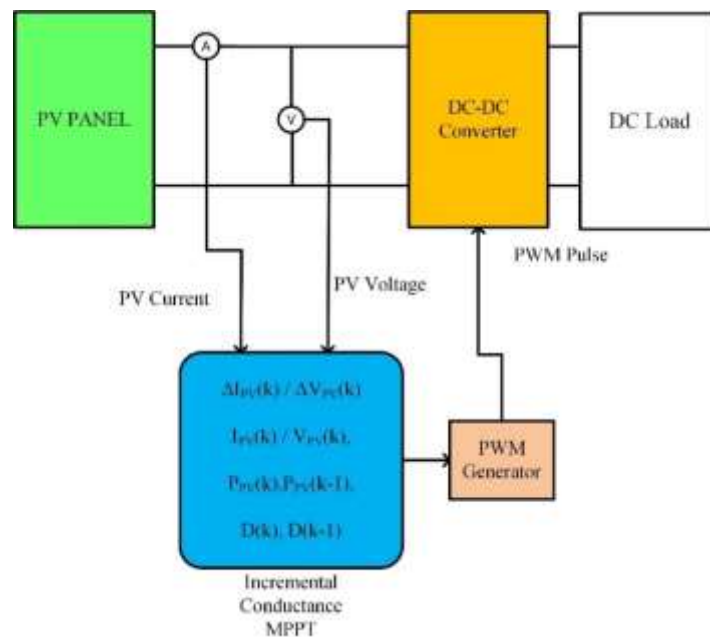 A
PV PANEL
V
DC-DC
Converter
DC Load
PWM Pulse
PV Voltage
PV Current
ΔIPV(k) / ΔVPV(k)
IPV(k) / VPV(k),
PPV(k).PPV(k-1),
D(k), D(k-1)
PWM
Generator
Incremental
Conductance
MPPT